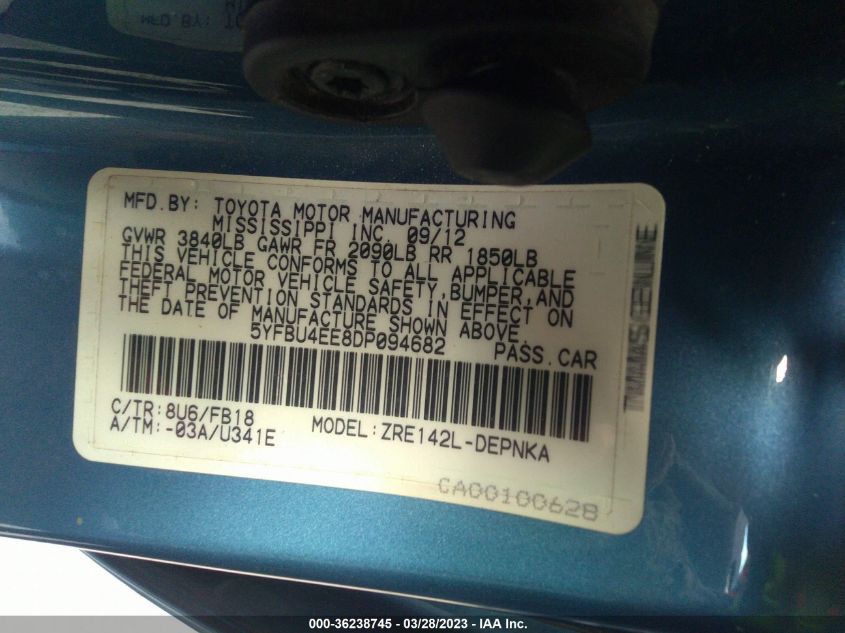 MFD.BY: TOYOTA MOTOR MANUFACTURING
MISSISSIPPI INC. 09/12
GVWR 3840LB GAWR FR 2090LB RR 1850LB
THIS VEHICLE CONFORMS TO ALL APPLICABLE
FEDERAL MOTOR VEHICLE SAFETY,BUMPER,AND
THEFT PREVENTION STANDARDS IN EFFECT ON
THE DATE OF MANUFACTURE SHOWN ABOVE.
5YFBU4EE8DP094682 PASS.CAR
C/TR:8U6/FB18
A/TM:-03A/U341E
MODEL:ZRE142L-DEPNKA
CA00100628
000-36238745 - 03/28/2023 - IAA Inc.